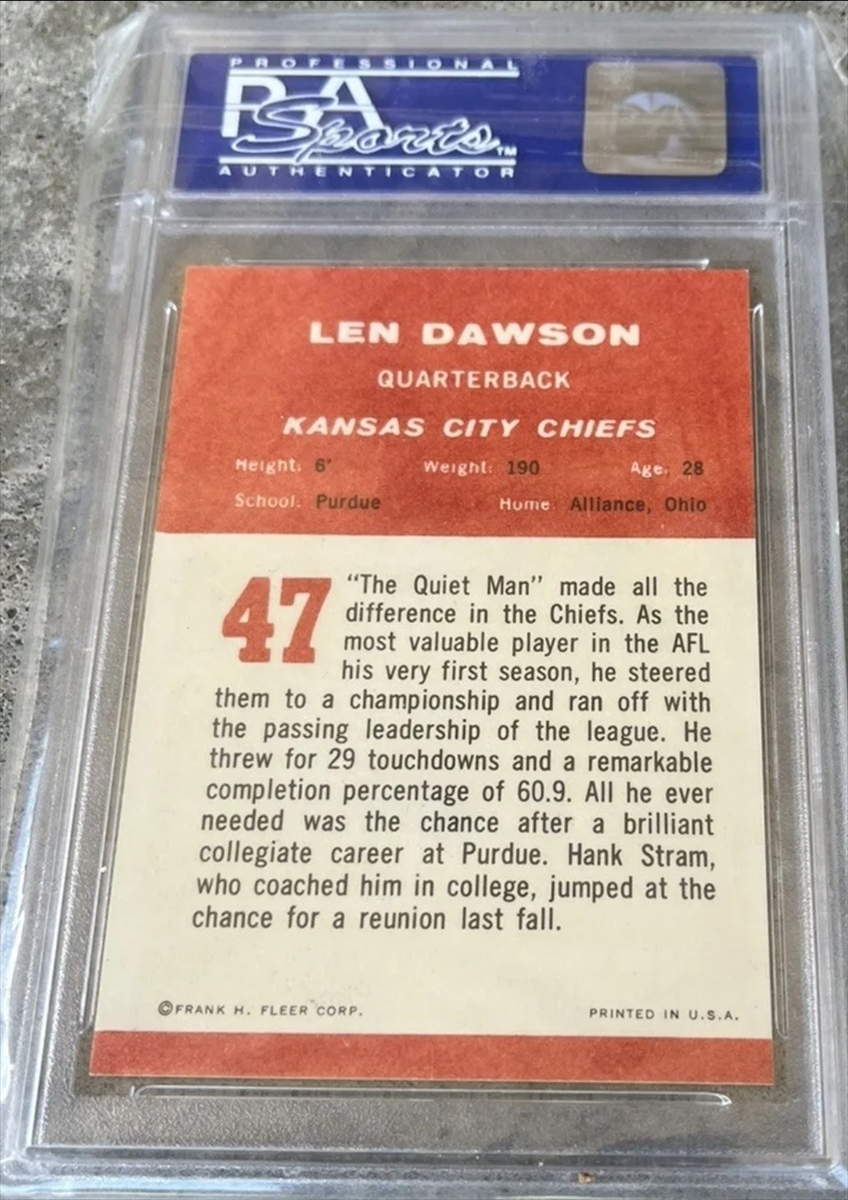 PROFESSIONAL
PSA
Sports™
AUTHENTICATOR
LEN DAWSON
QUARTERBACK
KANSAS CITY CHIEFS
Height: 6' Weight: 190 Age: 28
School: Purdue Home Alliance, Ohio
47 "The Quiet Man" made all the
difference in the Chiefs. As the
most valuable player in the AFL
his very first season, he steered
them to a championship and ran off with
the passing leadership of the league. He
threw for 29 touchdowns and a remarkable
completion percentage of 60.9. All he ever
needed was the chance after a brilliant
collegiate career at Purdue. Hank Stram,
who coached him in college, jumped at the
chance for a reunion last fall.
©FRANK H. FLEER CORP. PRINTED IN U.S.A.